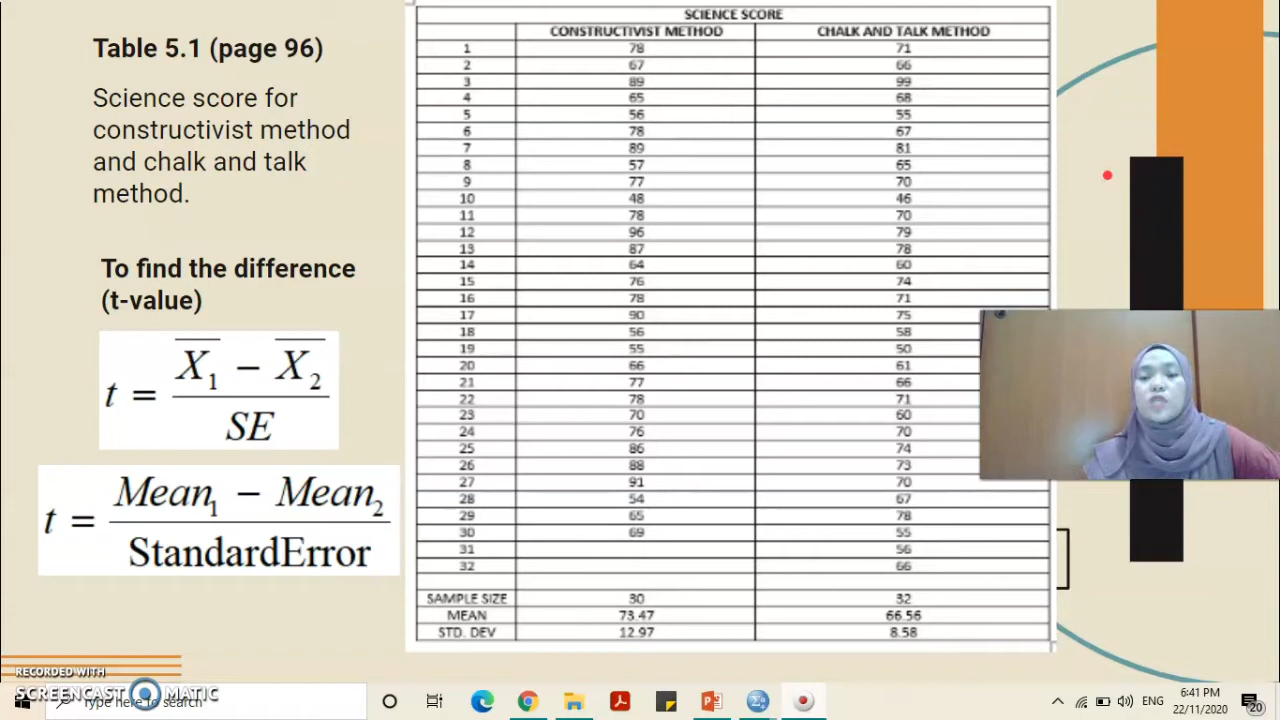 Table 5.1 (page 96)
Science score for
constructivist method
and chalk and talk
method.
To find the difference
(t-value)
t = X1 − X2
SE
t = Mean1 − Mean2
StandardError
SCIENCE SCORE
CONSTRUCTIVIST METHOD CHALK AND TALK METHOD
1 78 71
2 67 66
3 89 99
4 65 68
5 56 55
6 78 67
7 89 81
8 57 65
9 77 70
10 48 46
11 78 70
12 96 79
13 87 78
14 64 60
15 76 74
16 78 71
17 90 75
18 56 58
19 55 50
20 66 61
21 77 66
22 78 71
23 70 60
24 76 70
25 86 74
26 88 73
27 91 70
28 54 67
29 65 78
30 69 55
31 56
32 66
SAMPLE SIZE 30 32
MEAN 73.47 66.56
STD. DEV 12.97 8.58
RECORDED WITH
SCREENCAST MATIC
Type here to search
ENG
6:41 PM
22/11/2020
20